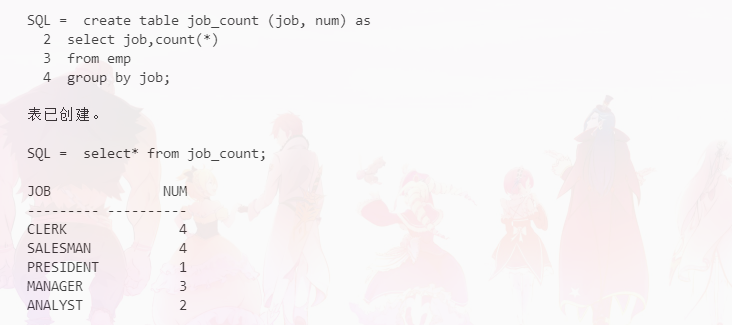 SQL =  create table job_count (job, num) as
  2  select job,count(*)
  3  from emp
  4  group by job;
表已创建。
SQL =  select* from job_count;
JOB              NUM
--------- ----------
CLERK              4
SALESMAN           4
PRESIDENT          1
MANAGER            3
ANALYST            2